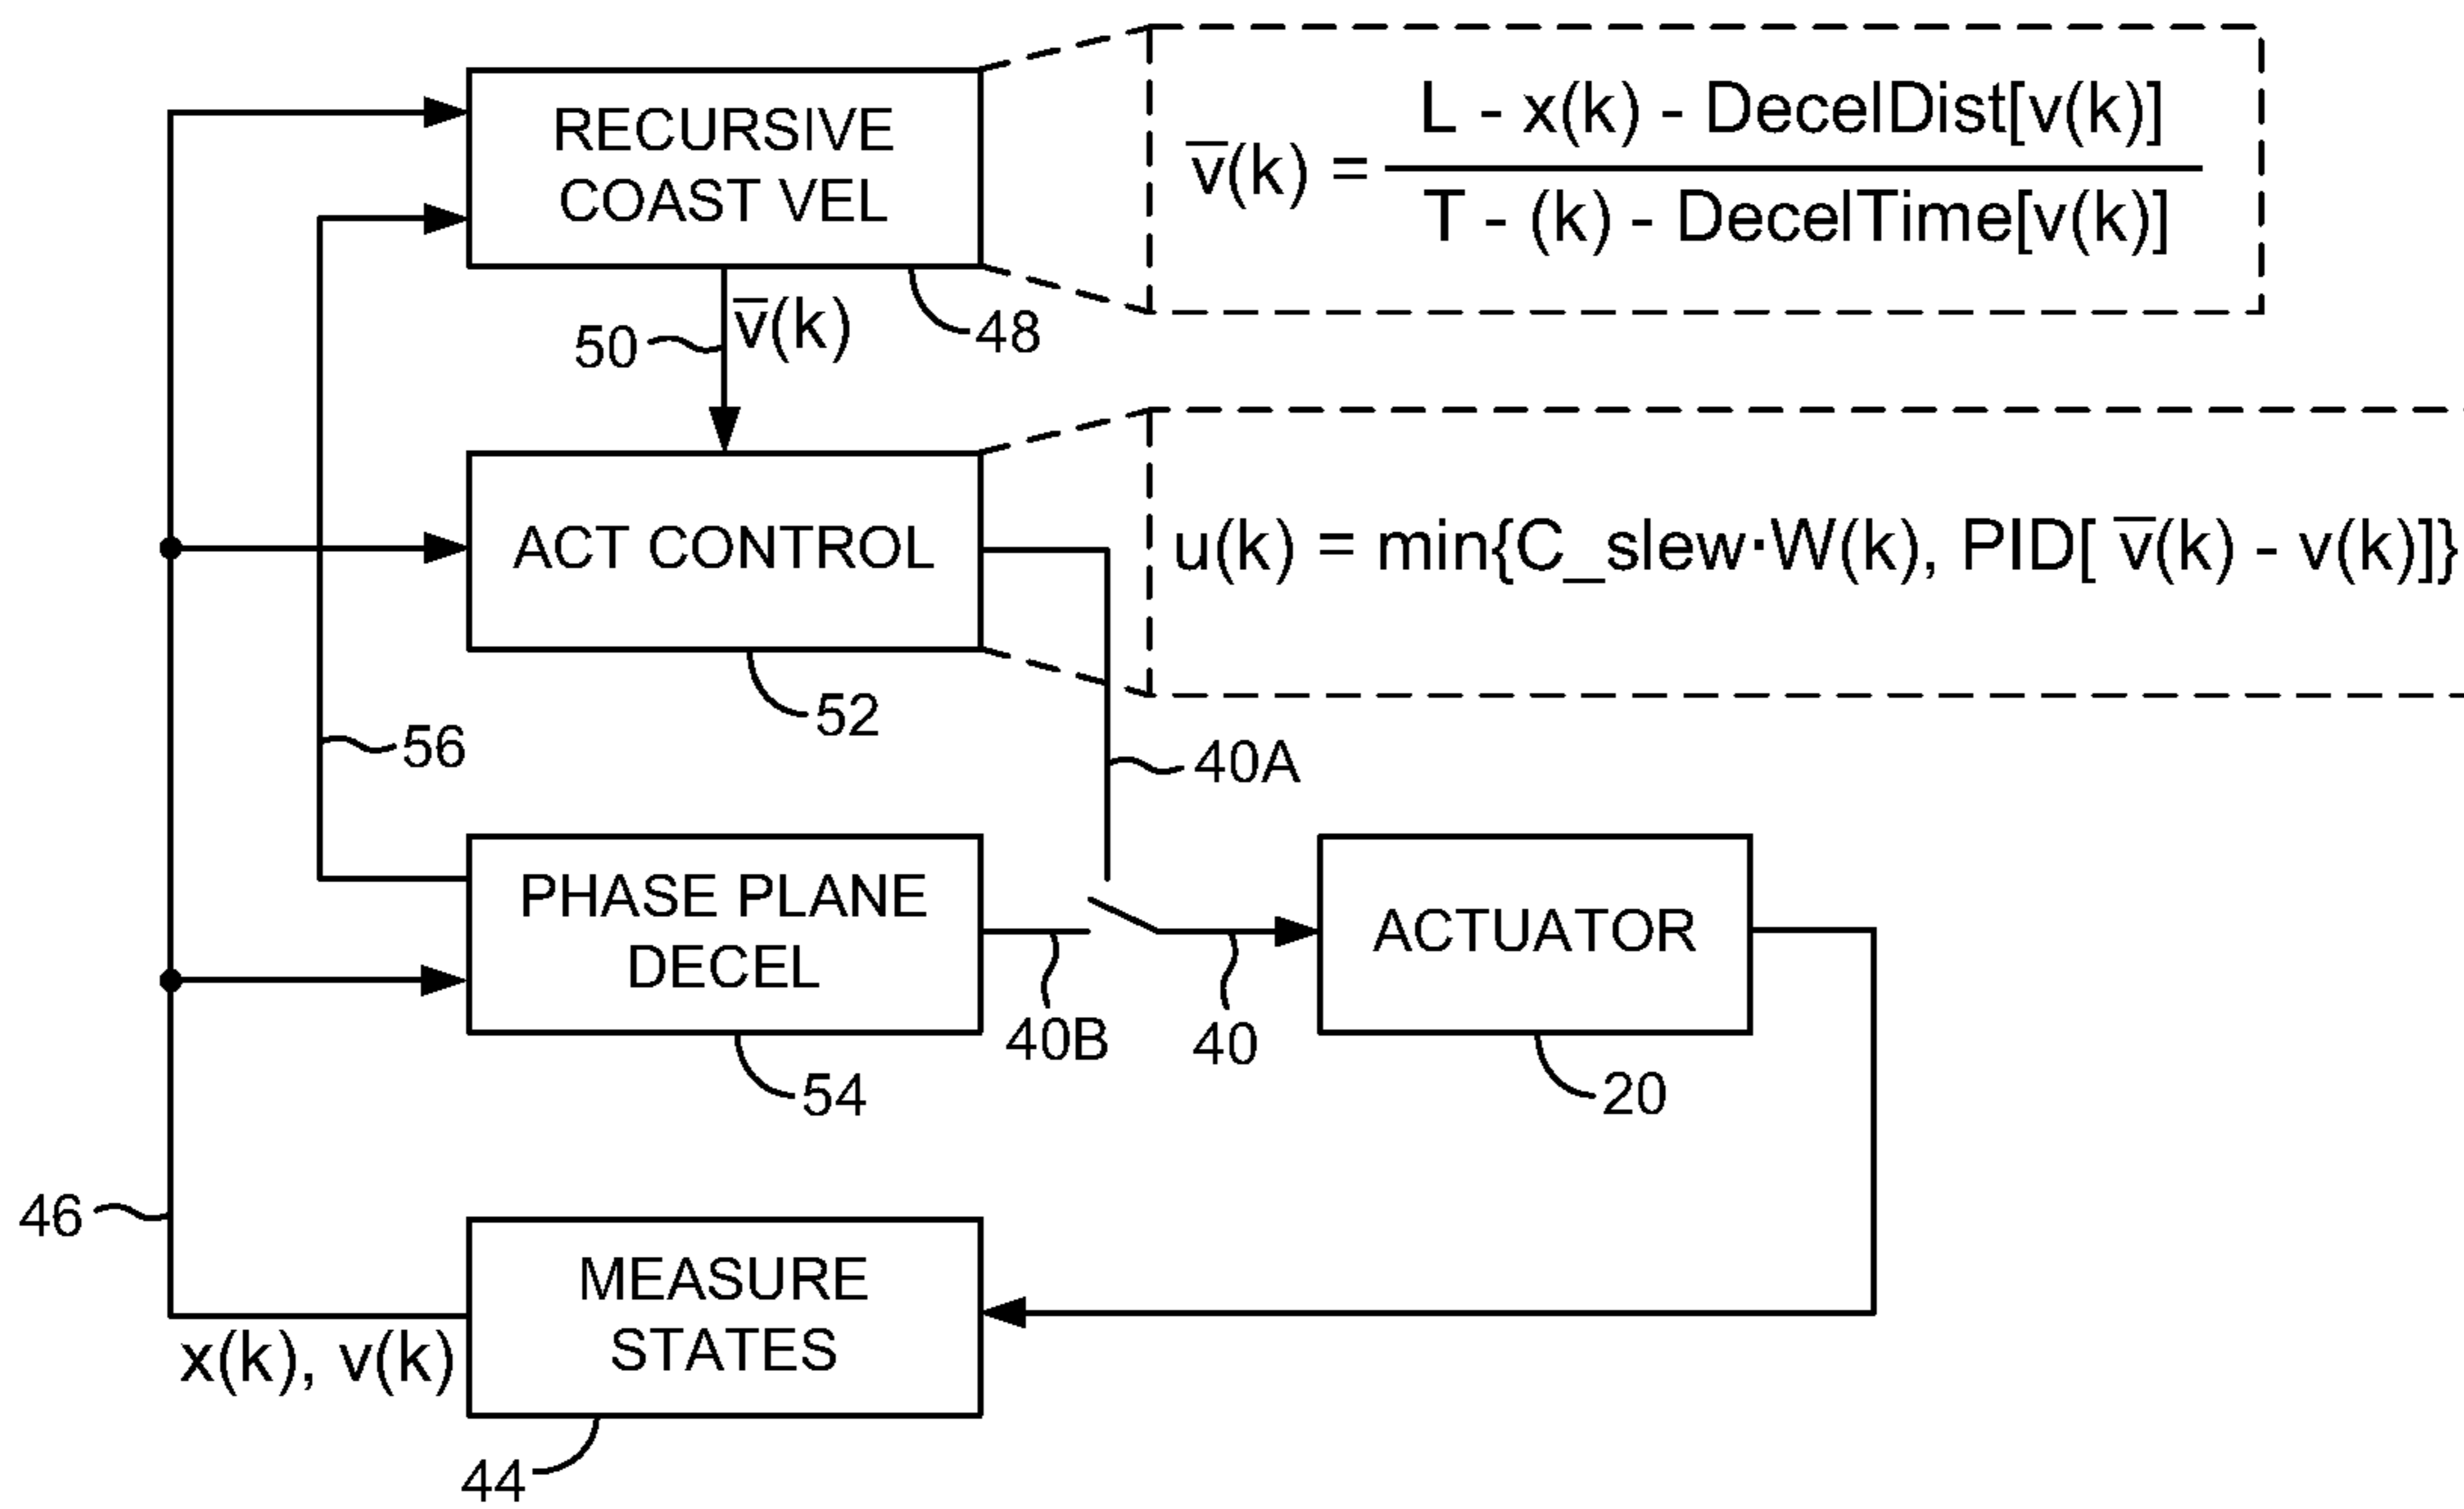 RECURSIVE
COAST VEL
v̅(k) = L - x(k) - DecelDist[v(k)]
T - (k) - DecelTime[v(k)]
50
v̅(k)
48
ACT CONTROL
u(k) = min{C_slew·W(k), PID[ v̅(k) - v(k)]}
52
56
40A
PHASE PLANE
DECEL
ACTUATOR
40B
40
54
20
46
MEASURE
STATES
x(k), v(k)
44